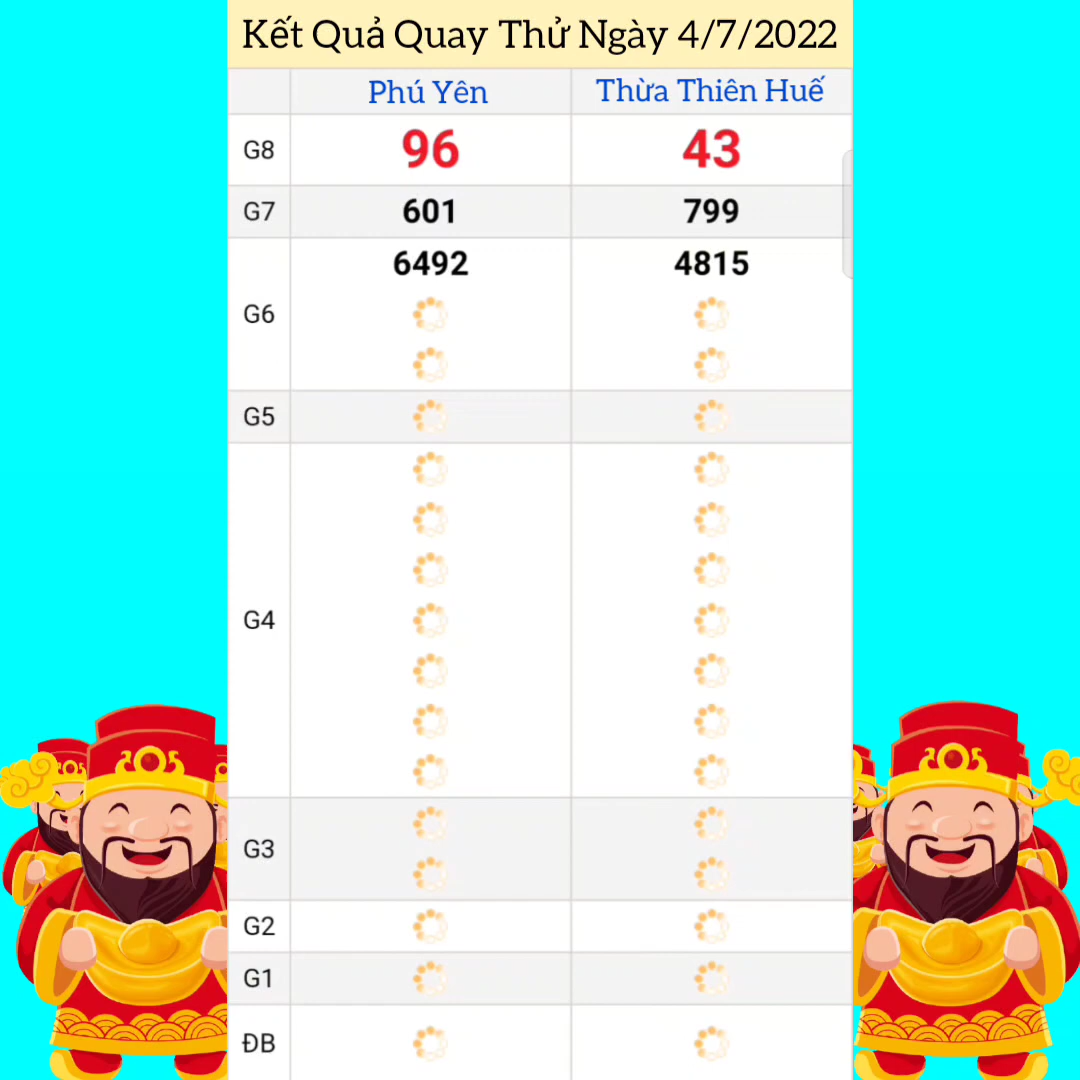 Kết Quả Quay Thử Ngày 4/7/2022
Phú Yên Thừa Thiên Huế
G8 96 43
G7 601 799
6492 4815
G6
G5
G4
G3
G2
G1
ĐB